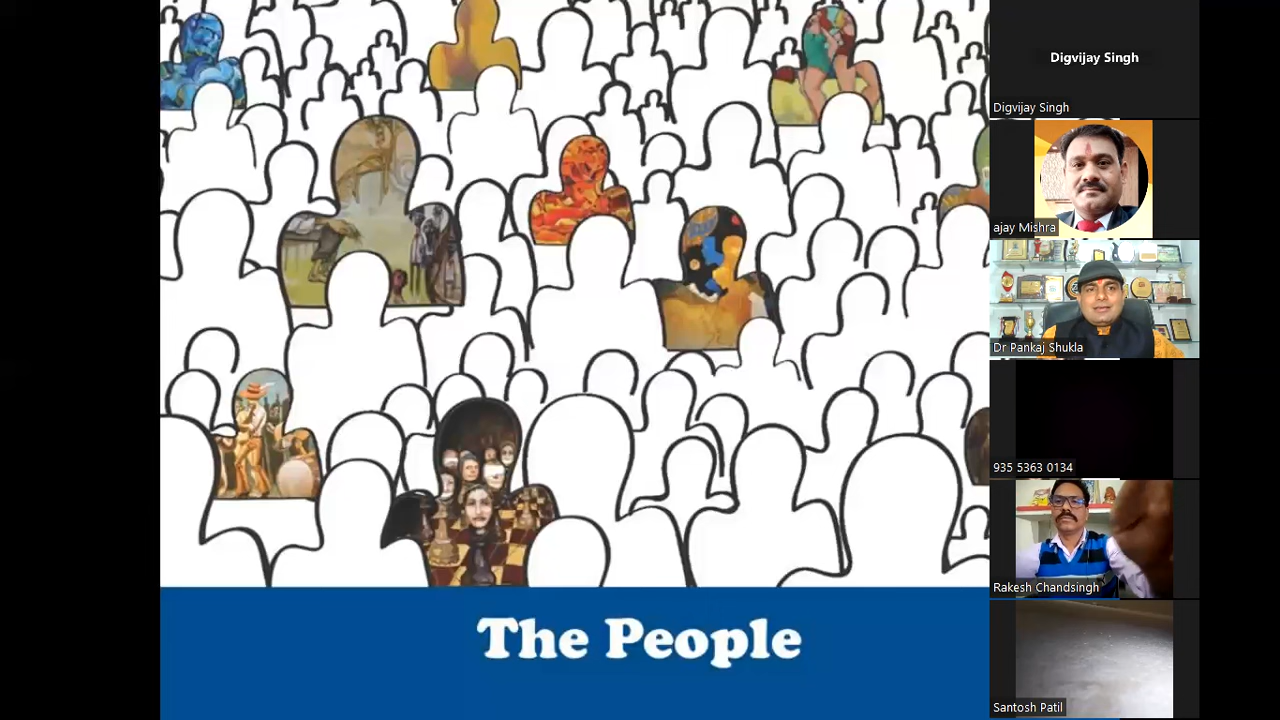 The People
Digvijay Singh
Digvijay Singh
ajay Mishra
Dr Pankaj Shukla
935 5363 0134
Rakesh Chandsingh
Santosh Patil